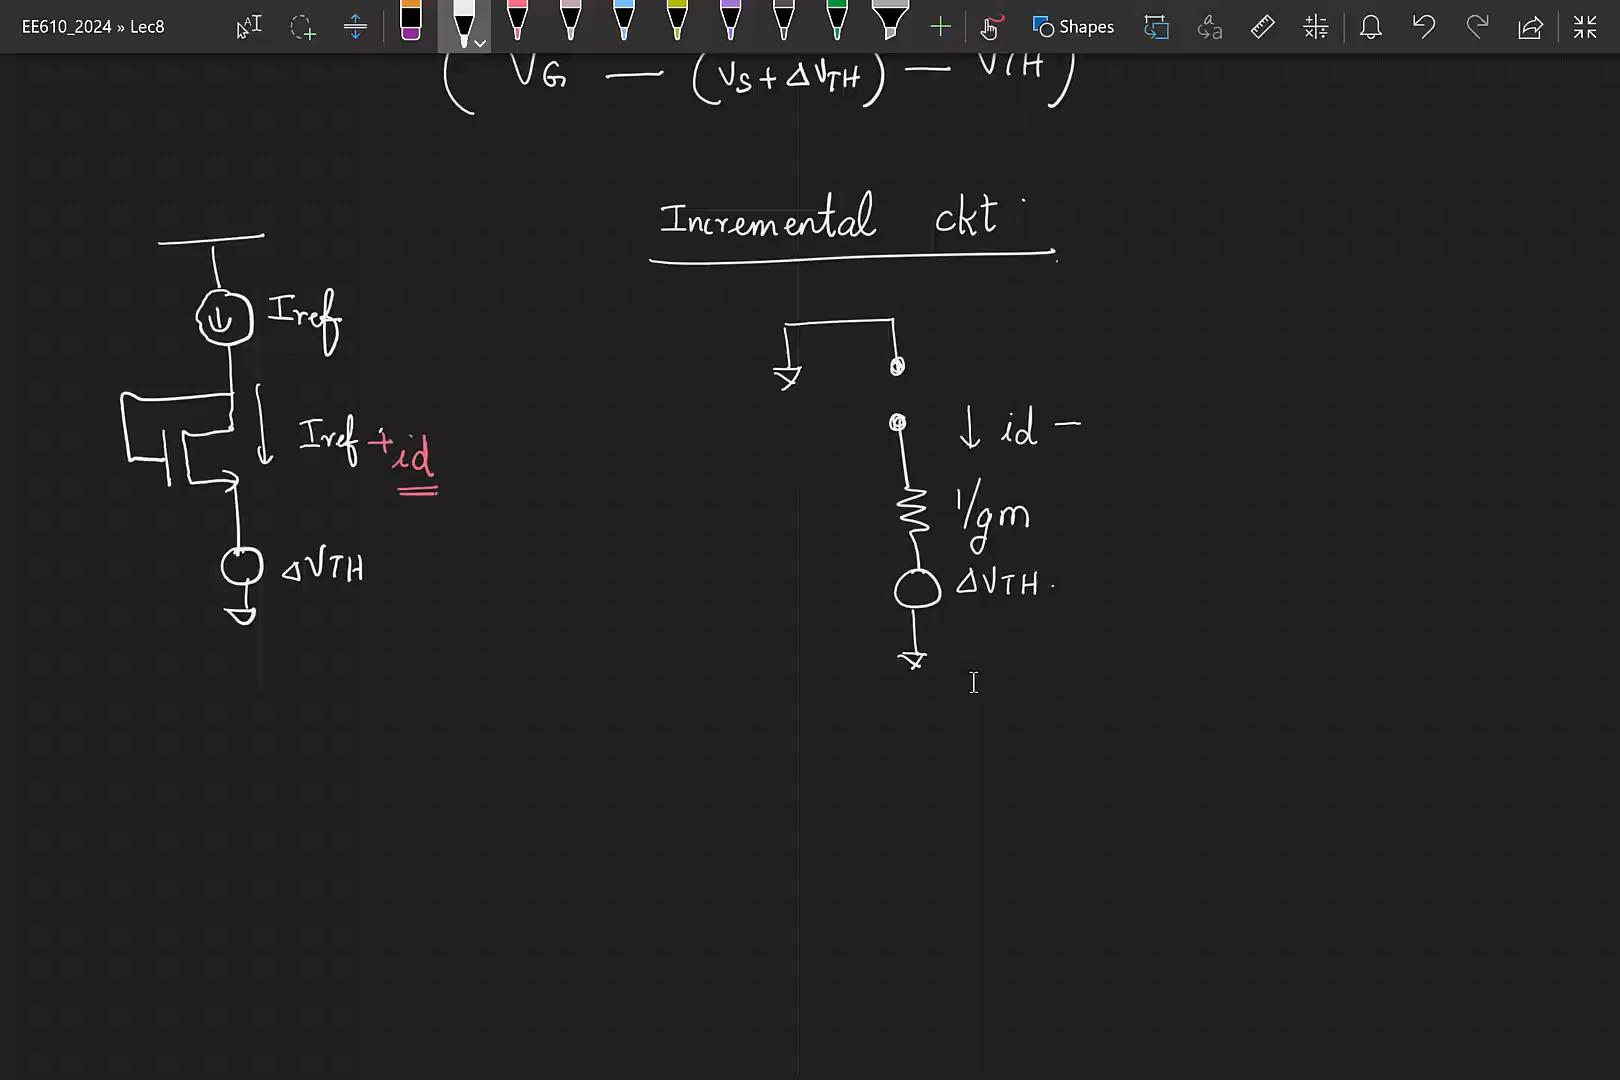 EE610_2024 » Lec8
Shapes
( VG — (VS + ΔVTH) — VTH )
Incremental ckt
Iref
Iref + id
ΔVTH
↓ id −
1/gm
ΔVTH